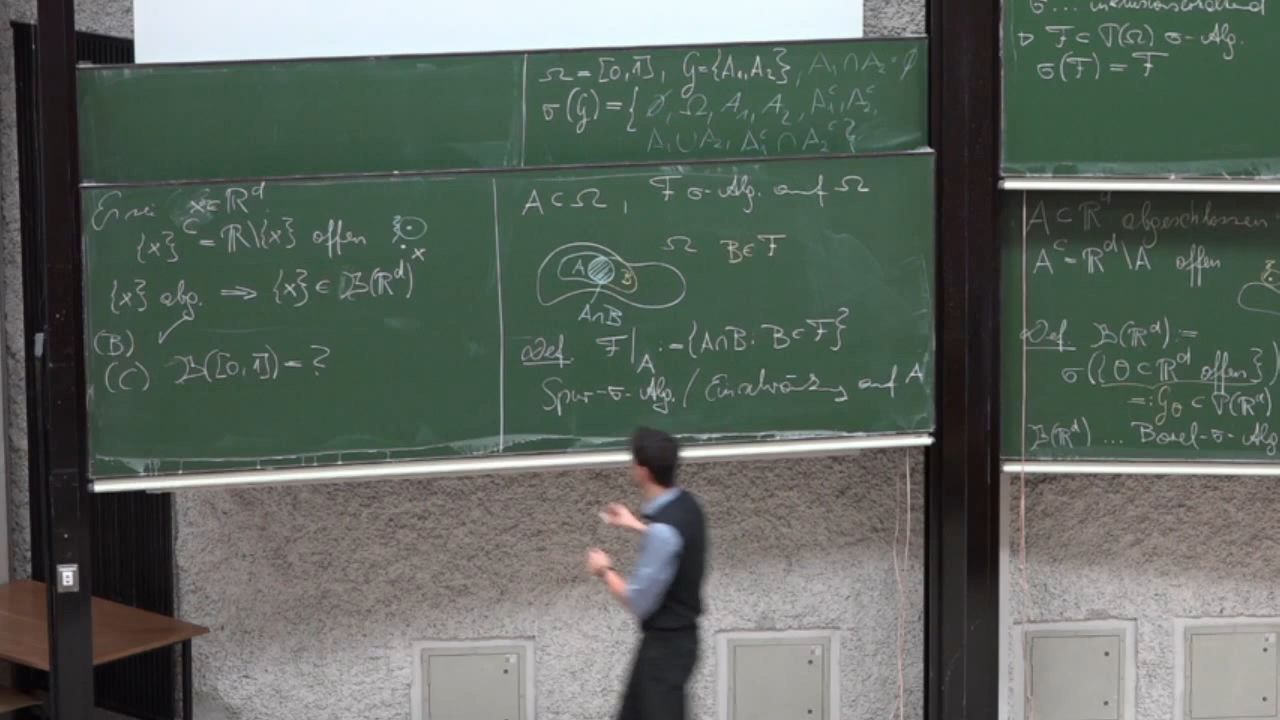 Ω = [0,1], G = {A₁, A₂}, A₁ ∩ A₂ = ∅
σ(G) = { ∅, Ω, A₁, A₂, A₁ᶜ, A₂ᶜ,
A₁ ∪ A₂, A₁ᶜ ∩ A₂ᶜ }
x ∈ ℝᵈ
{x}ᶜ = ℝ\{x} offen
x
{x} abg. ⇒ {x} ∈ B(ℝᵈ)
(B)
(C) B([0,1]) = ?
A ⊂ Ω, F σ-Alg. auf Ω
Ω B ∈ F
A B
A∩B
Def. F|_A := {A∩B : B ∈ F}
Spur-σ-Alg. / Einschränkung auf A
σ...
▷ F ⊂ P(Ω) σ-Alg.
σ(F) = F
A ⊂ ℝᵈ abgeschlossen
Aᶜ = ℝᵈ\A offen
Def. B(ℝᵈ) :=
σ({O ⊂ ℝᵈ offen})
=: G₀ ⊂ P(ℝᵈ)
B(ℝᵈ) ... Borel-σ-Alg